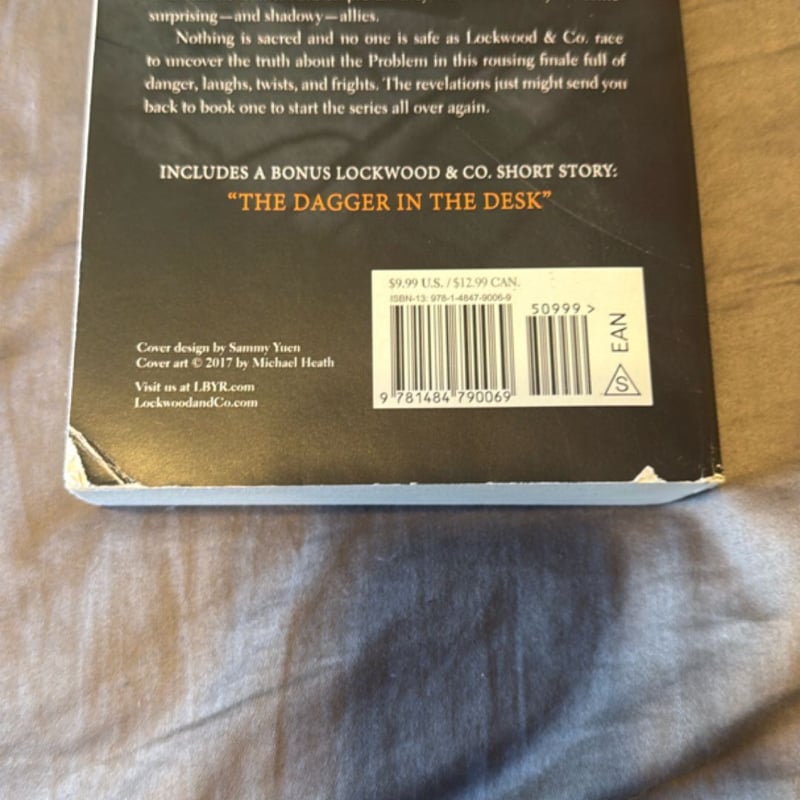 surprising—and shadowy—allies.
Nothing is sacred and no one is safe as Lockwood & Co. race
to uncover the truth about the Problem in this rousing finale full of
danger, laughs, twists, and frights. The revelations just might send you
back to book one to start the series all over again.
INCLUDES A BONUS LOCKWOOD & CO. SHORT STORY:
“THE DAGGER IN THE DESK”
$9.99 U.S. / $12.99 CAN.
ISBN-13: 978-1-4847-9006-9
50999 >
EAN
S
9 781484 790069
Cover design by Sammy Yuen
Cover art © 2017 by Michael Heath
Visit us at LBYR.com
LockwoodandCo.com